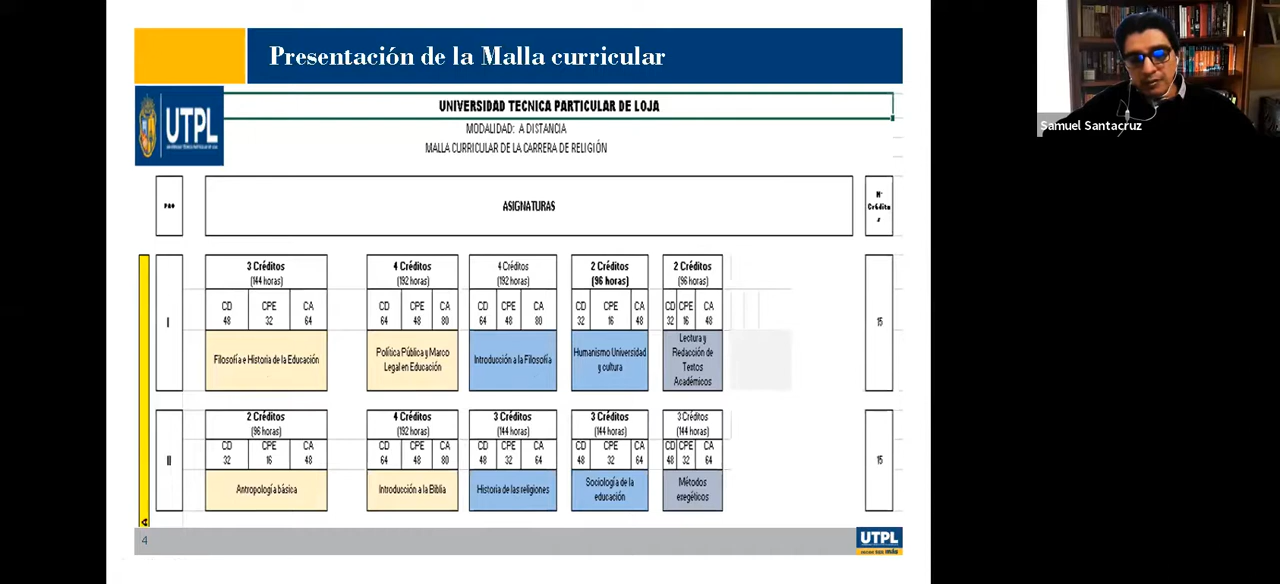 Presentación de la Malla curricular
UTPL
UNIVERSIDAD TECNICA PARTICULAR DE LOJA
MODALIDAD: A DISTANCIA
MALLA CURRICULAR DE LA CARRERA DE RELIGIÓN
PAO
ASIGNATURAS
Nº
Crédito
s
I
3 Créditos
(144 horas)
CD CPE CA
48 32 64
Filosofía e Historia de la Educación
4 Créditos
(192 horas)
CD CPE CA
64 48 80
Política Pública y Marco
Legal en Educación
4 Créditos
(192 horas)
CD CPE CA
64 48 80
Introducción a la Filosofía
2 Créditos
(96 horas)
CD CPE CA
32 16 48
Humanismo Universidad
y cultura
2 Créditos
(96 horas)
CD CPE CA
32 16 48
Lectura y
Redacción de
Textos
Académicos
15
II
2 Créditos
(96 horas)
CD CPE CA
32 16 48
Antropología básica
4 Créditos
(192 horas)
CD CPE CA
64 48 80
Introducción a la Biblia
3 Créditos
(144 horas)
CD CPE CA
48 32 64
Historia de las religiones
3 Créditos
(144 horas)
CD CPE CA
48 32 64
Sociología de la
educación
3 Créditos
(144 horas)
CD CPE CA
48 32 64
Métodos
exegéticos
15
4
UTPL
Samuel Santacruz